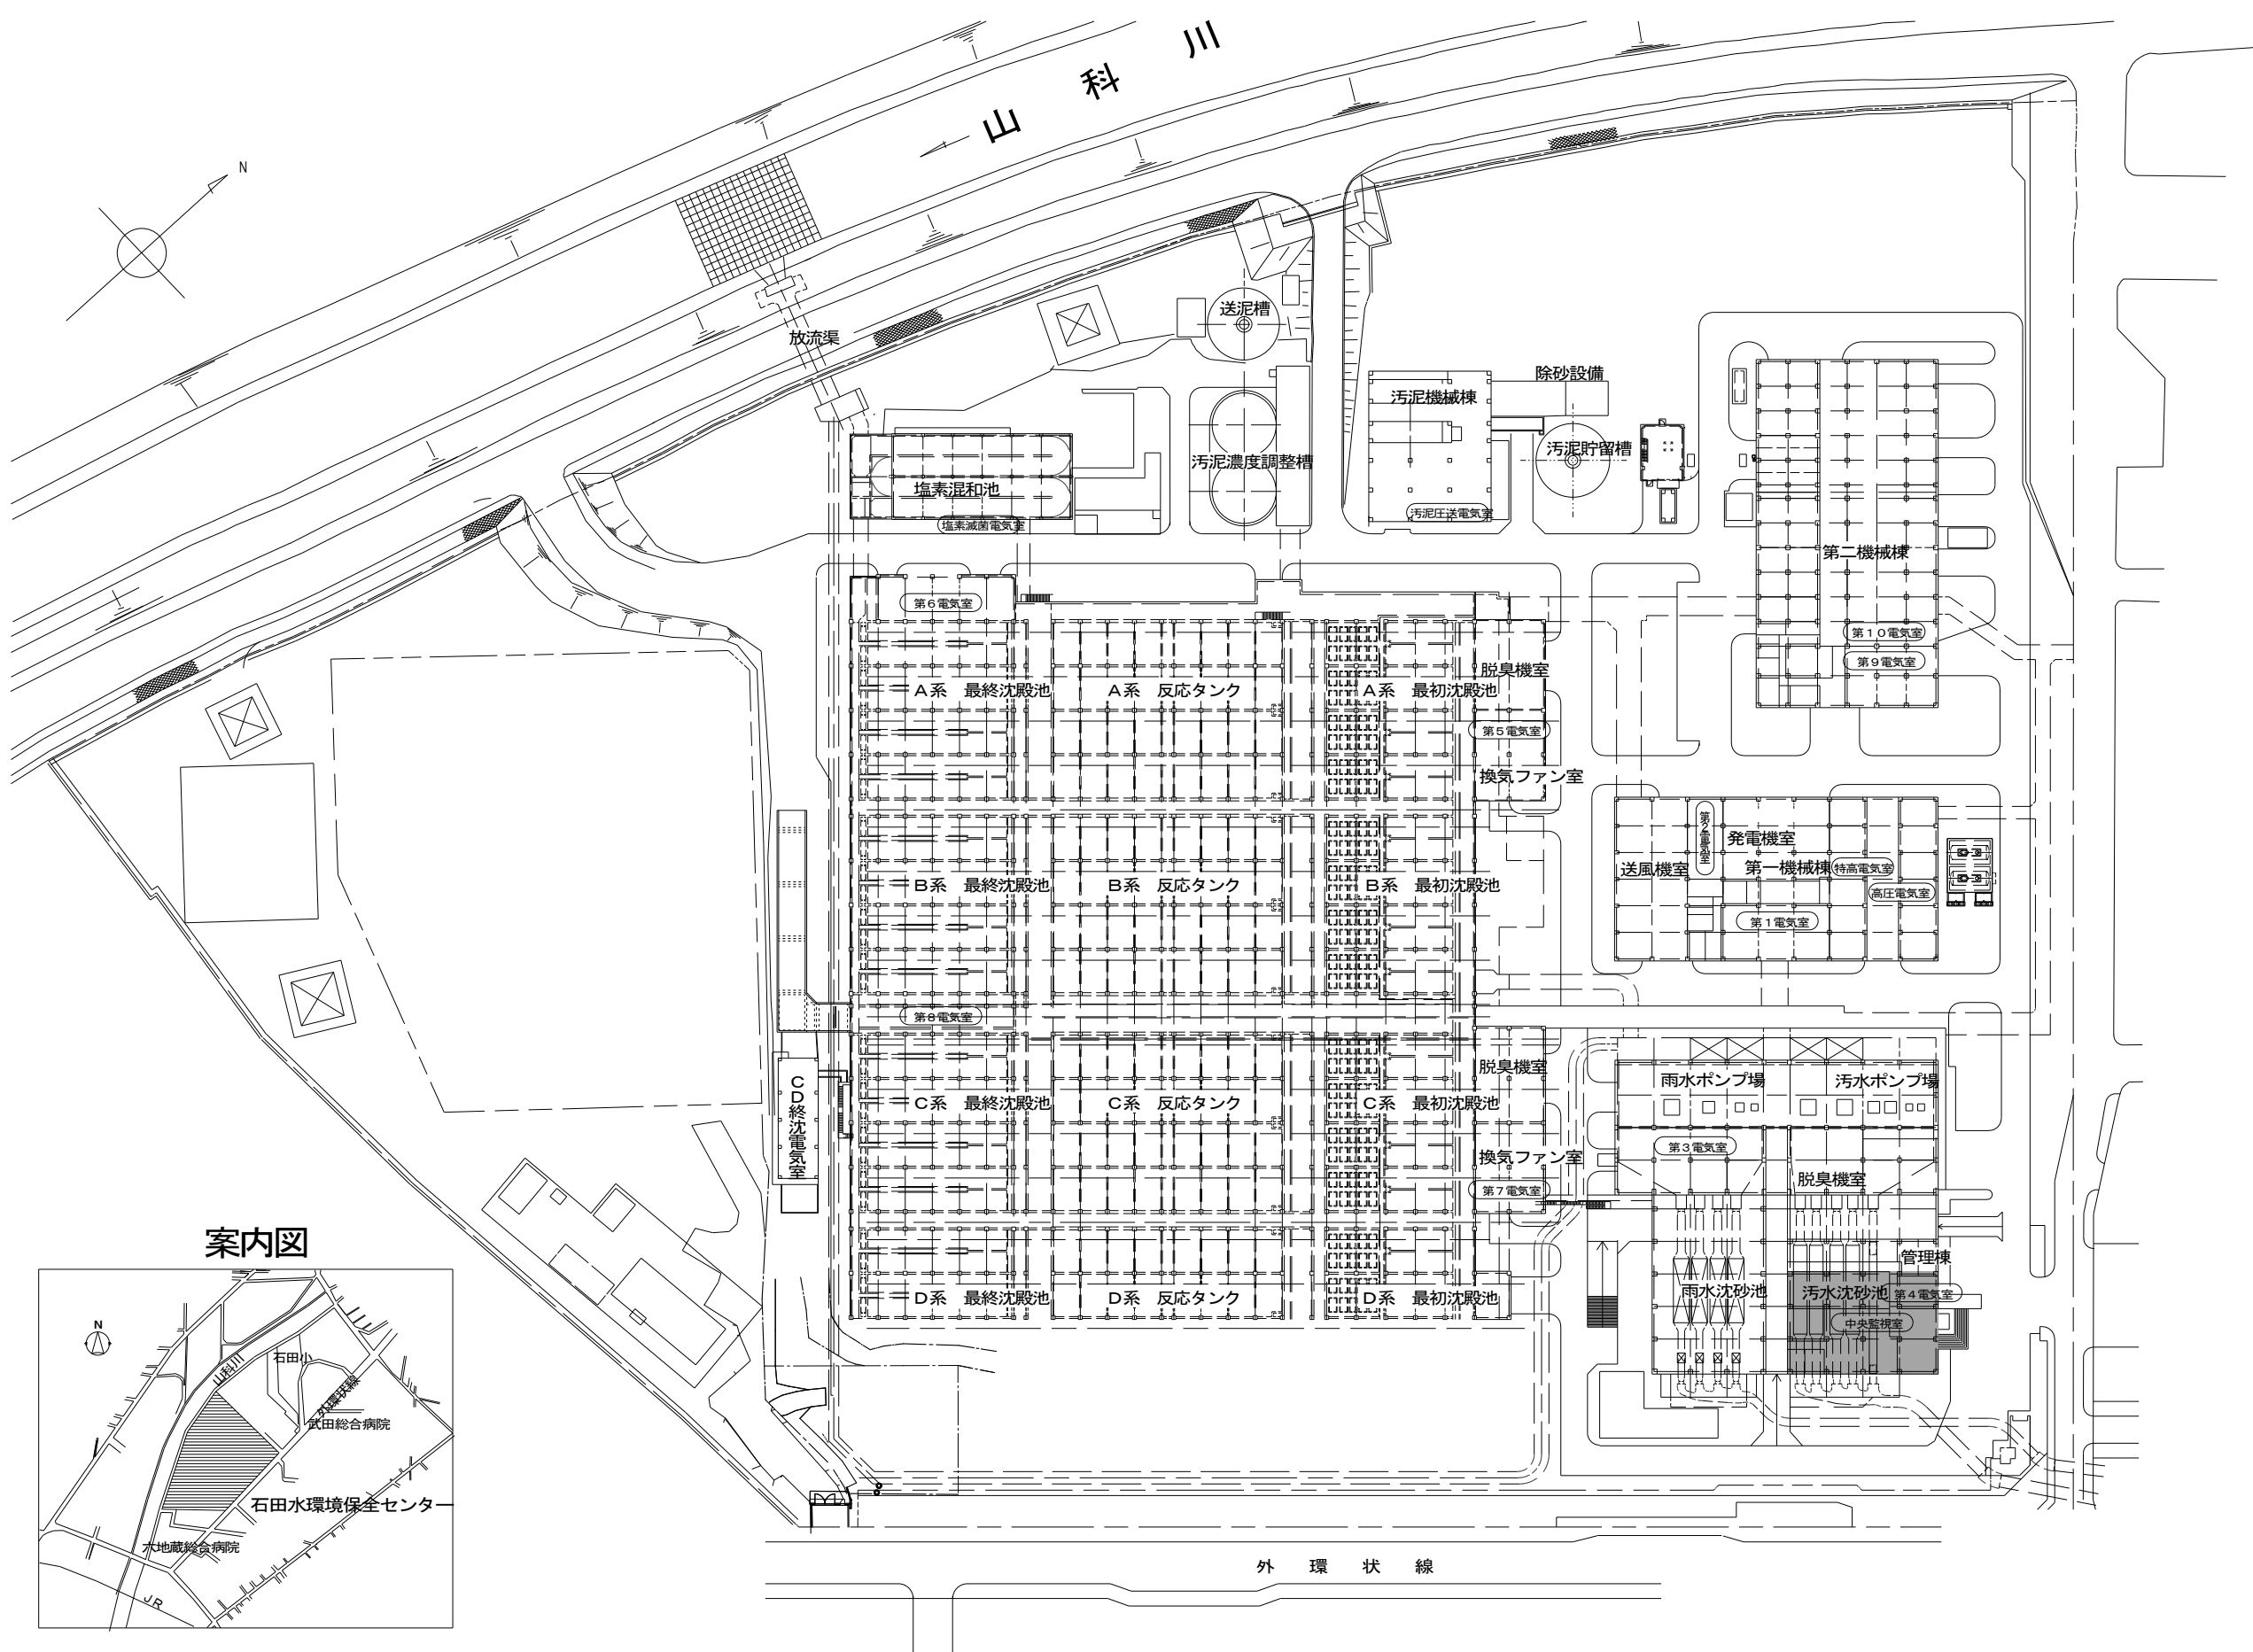 山科川
N
放流渠
送泥槽
除砂設備
汚泥機械棟
汚泥貯留槽
汚泥濃度調整槽
塩素混和池
汚泥圧送電気室
塩素滅菌電気室
第二機械棟
第６電気室
第１０電気室
第９電気室
脱臭機室
Ａ系　最終沈殿池
Ａ系　反応タンク
Ａ系　最初沈殿池
第５電気室
換気ファン室
第２電気室
発電機室
送風機室
第一機械棟
特高電気室
高圧電気室
第１電気室
Ｂ系　最終沈殿池
Ｂ系　反応タンク
Ｂ系　最初沈殿池
第８電気室
脱臭機室
雨水ポンプ場
汚水ポンプ場
ＣＤ終沈電気室
Ｃ系　最終沈殿池
Ｃ系　反応タンク
Ｃ系　最初沈殿池
第３電気室
換気ファン室
脱臭機室
第７電気室
管理棟
雨水沈砂池
汚水沈砂池
第４電気室
中央監視室
Ｄ系　最終沈殿池
Ｄ系　反応タンク
Ｄ系　最初沈殿池
案内図
N
山科川
石田小
外環状線
武田総合病院
石田水環境保全センター
六地蔵総合病院
ＪＲ
外環状線